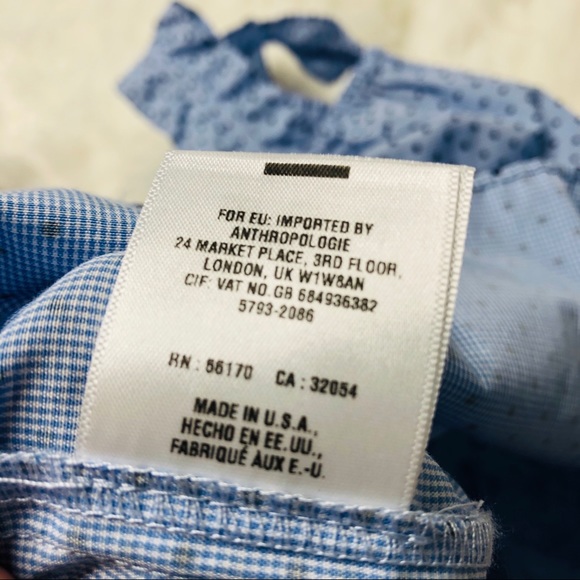 FOR EU: IMPORTED BY
ANTHROPOLOGIE
24 MARKET PLACE, 3RD FLOOR,
LONDON, UK W1W8AN
CIF: VAT NO.GB 684936382
5793-2086
RN : 66170 CA : 32054
MADE IN U.S.A.,
HECHO EN EE.UU.,
FABRIQUÉ AUX E.-U.